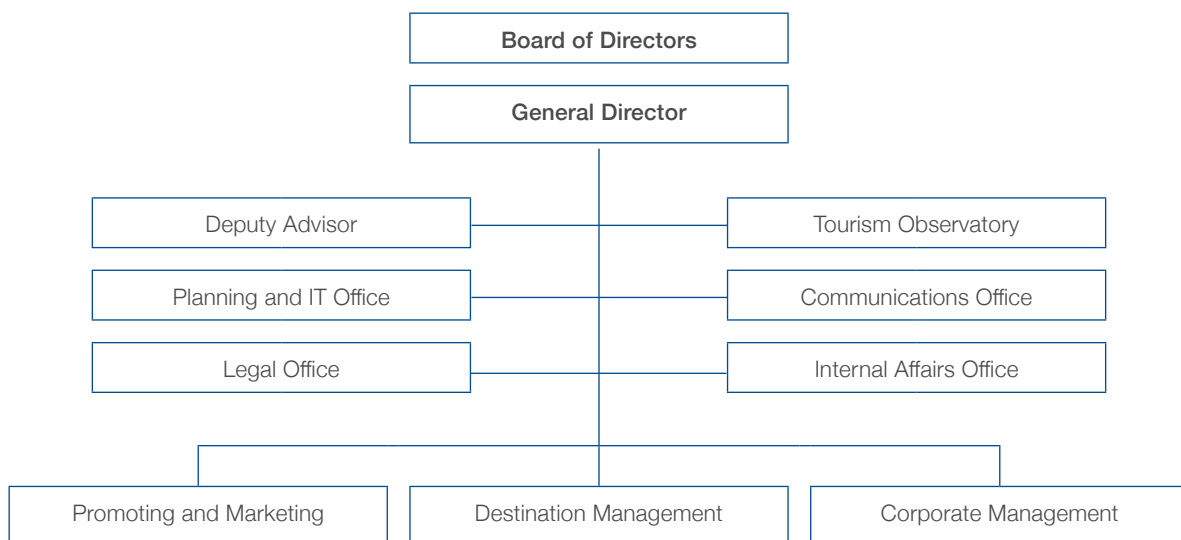 Board of Directors
General Director
Deputy Advisor
Tourism Observatory
Planning and IT Office
Communications Office
Legal Office
Internal Affairs Office
Promoting and Marketing
Destination Management
Corporate Management